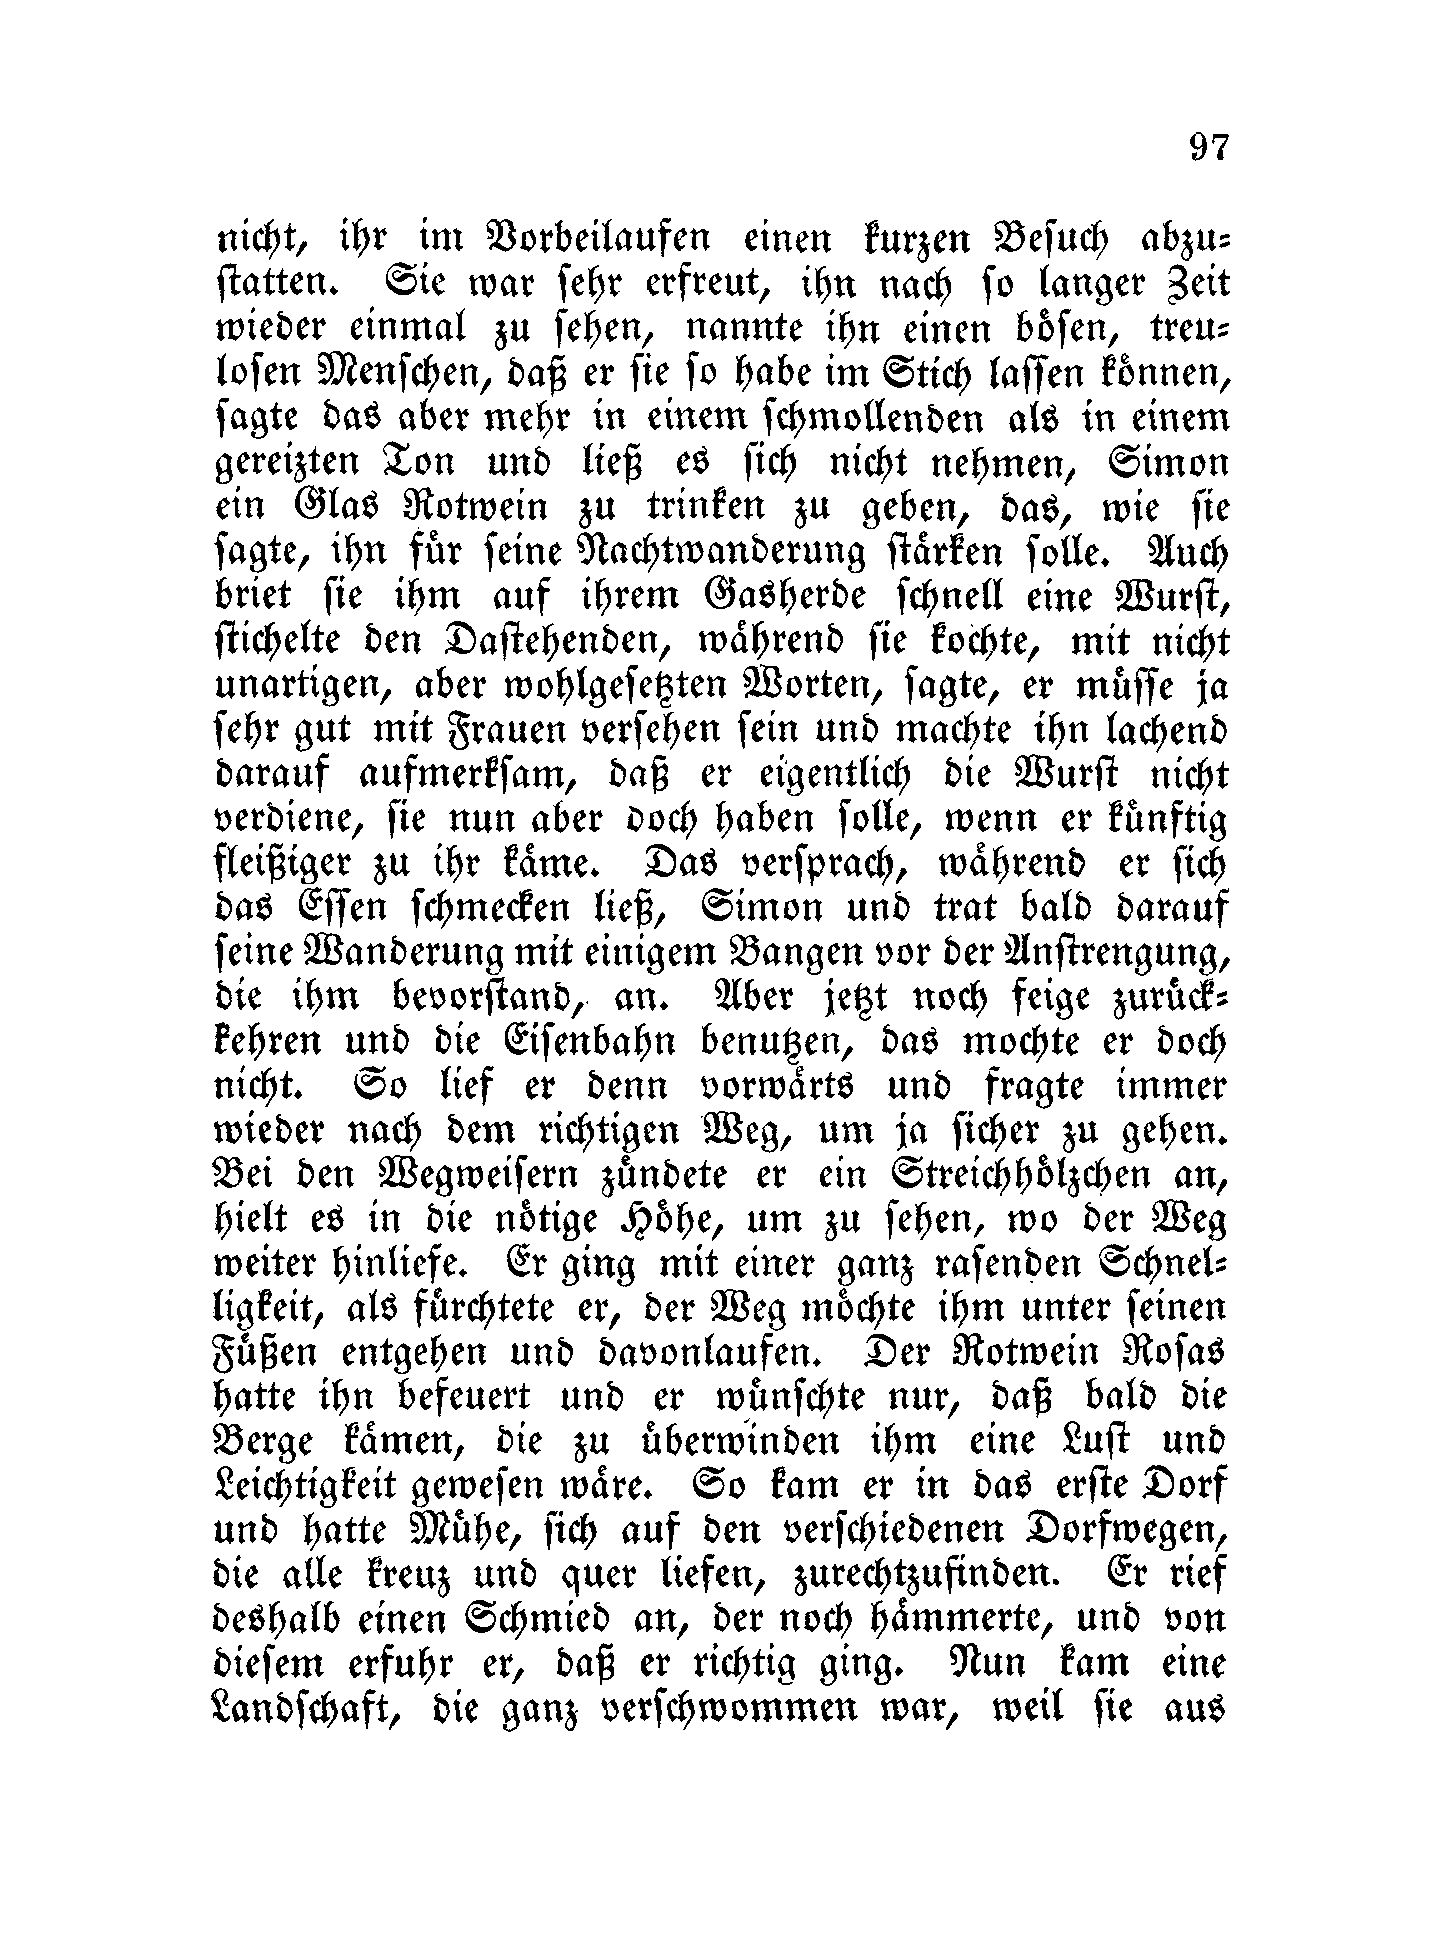 97
nicht, ihr im Vorbeilaufen einen kurzen Besuch abzu-
statten. Sie war sehr erfreut, ihn nach so langer Zeit
wieder einmal zu sehen, nannte ihn einen bösen, treu-
losen Menschen, daß er sie so habe im Stich lassen können,
sagte das aber mehr in einem schmollenden als in einem
gereizten Ton und ließ es sich nicht nehmen, Simon
ein Glas Rotwein zu trinken zu geben, das, wie sie
sagte, ihn für seine Nachtwanderung stärken solle. Auch
briet sie ihm auf ihrem Gasherde schnell eine Wurst,
stichelte den Dastehenden, während sie kochte, mit nicht
unartigen, aber wohlgesetzten Worten, sagte, er müsse ja
sehr gut mit Frauen versehen sein und machte ihn lachend
darauf aufmerksam, daß er eigentlich die Wurst nicht
verdiene, sie nun aber doch haben solle, wenn er künftig
fleißiger zu ihr käme. Das versprach, während er sich
das Essen schmecken ließ, Simon und trat bald darauf
seine Wanderung mit einigem Bangen vor der Anstrengung,
die ihm bevorstand, an. Aber jetzt noch feige zurück-
kehren und die Eisenbahn benutzen, das mochte er doch
nicht. So lief er denn vorwärts und fragte immer
wieder nach dem richtigen Weg, um ja sicher zu gehen.
Bei den Wegweisern zündete er ein Streichhölzchen an,
hielt es in die nötige Höhe, um zu sehen, wo der Weg
weiter hinliefe. Er ging mit einer ganz rasenden Schnel-
ligkeit, als fürchtete er, der Weg möchte ihm unter seinen
Füßen entgehen und davonlaufen. Der Rotwein Rosas
hatte ihn befeuert und er wünschte nur, daß bald die
Berge kämen, die zu überwinden ihm eine Lust und
Leichtigkeit gewesen wäre. So kam er in das erste Dorf
und hatte Mühe, sich auf den verschiedenen Dorfwegen,
die alle kreuz und quer liefen, zurechtzufinden. Er rief
deshalb einen Schmied an, der noch hämmerte, und von
diesem erfuhr er, daß er richtig ging. Nun kam eine
Landschaft, die ganz verschwommen war, weil sie aus